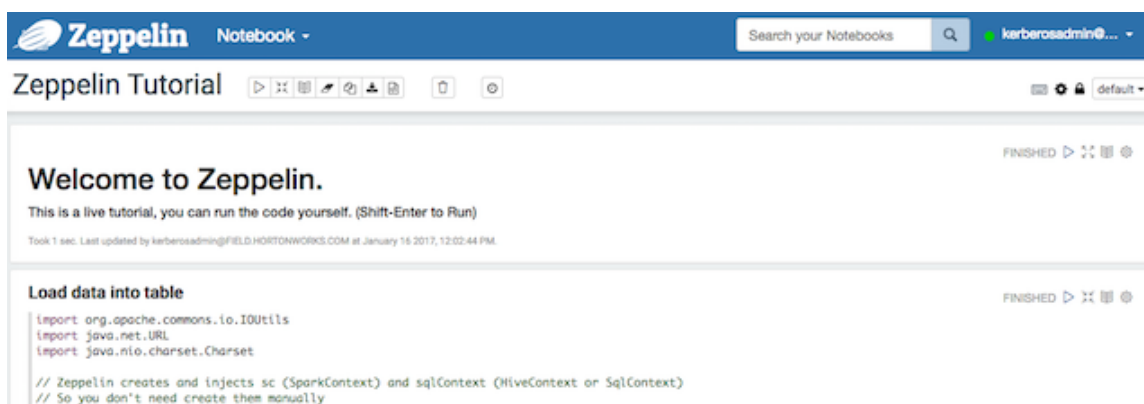 Zeppelin Notebook Search your Notebooks kerberosadmin@...
Zeppelin Tutorial default
FINISHED
Welcome to Zeppelin.
This is a live tutorial, you can run the code yourself. (Shift-Enter to Run)
Took 1 sec. Last updated by kerberosadmin@FIELD.HORTONWORKS.COM at January 16 2017, 12:02:44 PM.
Load data into table FINISHED
import org.apache.commons.io.IOUtils
import java.net.URL
import java.nio.charset.Charset
// Zeppelin creates and injects sc (SparkContext) and sqlContext (HiveContext or SqlContext)
// So you don't need create them manually